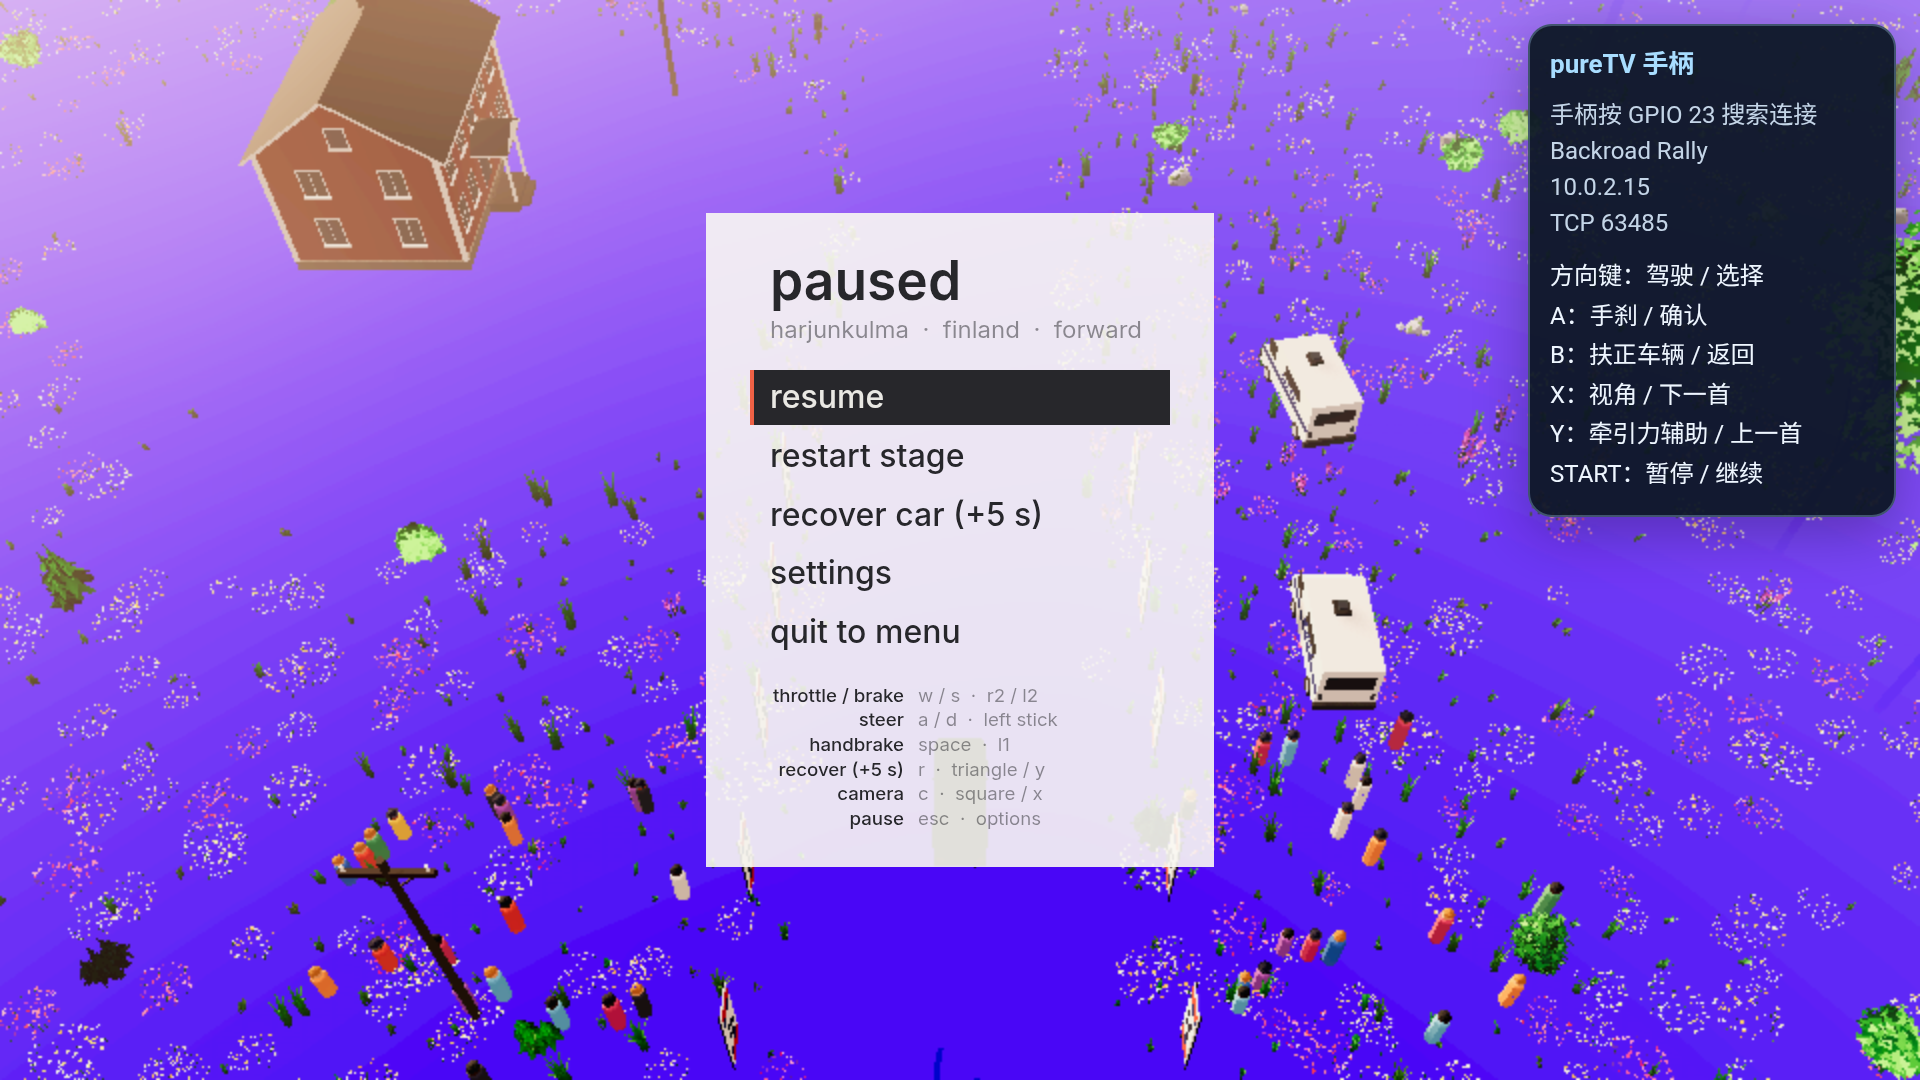 paused
harjunkulma · finland · forward
resume
restart stage
recover car (+5 s)
settings
quit to menu
throttle / brake w / s · r2 / l2
steer a / d · left stick
handbrake space · l1
recover (+5 s) r · triangle / y
camera c · square / x
pause esc · options
pureTV 手柄
手柄按 GPIO 23 搜索连接
Backroad Rally
10.0.2.15
TCP 63485
方向键：驾驶 / 选择
A：手刹 / 确认
B：扶正车辆 / 返回
X：视角 / 下一首
Y：牵引力辅助 / 上一首
START：暂停 / 继续